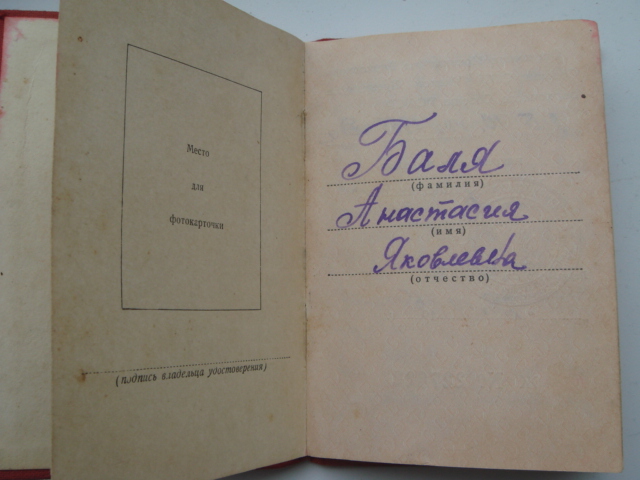 Место
для
фотокарточки
(подпись владельца удостоверения)
Баля
(фамилия)
Анастасия
(имя)
Яковлевна
(отчество)